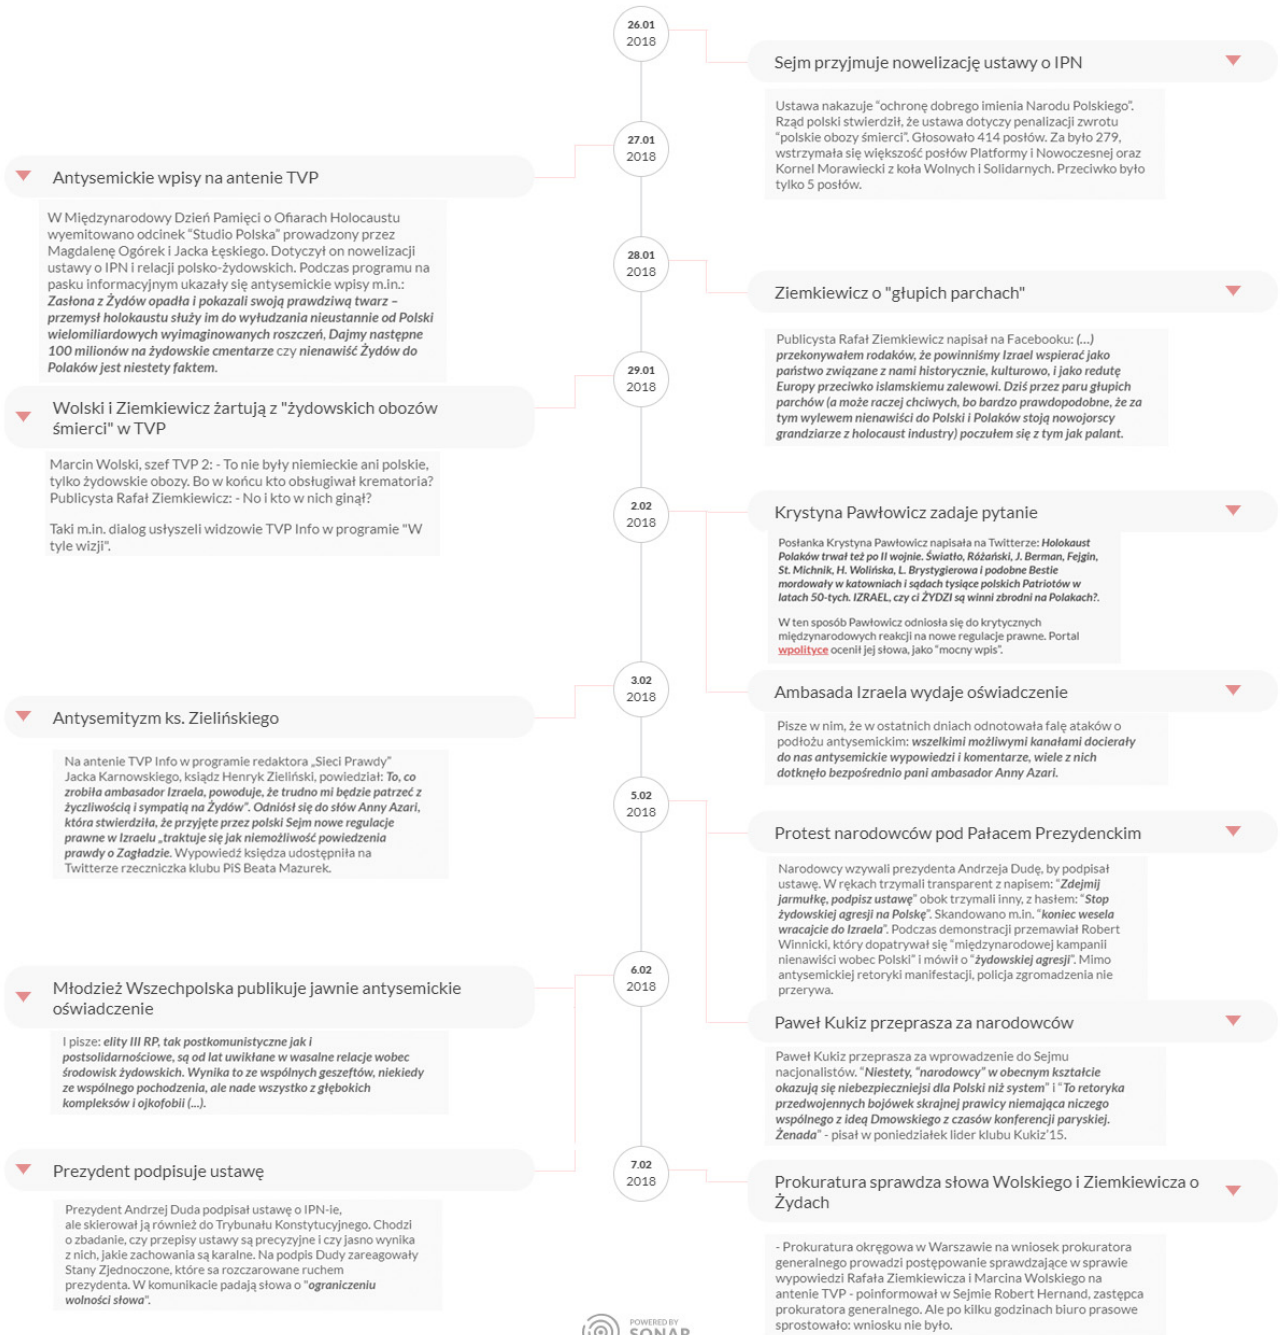 26.01
2018
Sejm przyjmuje nowelizację ustawy o IPN
Ustawa nakazuje “ochronę dobrego imienia Narodu Polskiego”.
Rząd polski stwierdził, że ustawa dotyczy penalizacji zwrotu
“polskie obozy śmierci”. Głosowało 414 posłów. Za było 279,
wstrzymała się większość posłów Platformy i Nowoczesnej oraz
Kornel Morawiecki z koła Wolnych i Solidarnych. Przeciwko było
tylko 5 posłów.
27.01
2018
Antysemickie wpisy na antenie TVP
W Międzynarodowy Dzień Pamięci o Ofiarach Holocaustu
wyemitowano odcinek “Studio Polska” prowadzony przez
Magdalenę Ogórek i Jacka Łęskiego. Dotyczył on nowelizacji
ustawy o IPN i relacji polsko-żydowskich. Podczas programu na
pasku informacyjnym ukazały się antysemickie wpisy m.in.:
Zasłona z Żydów opadła i pokazali swoją prawdziwą twarz –
przemysł holokaustu służy im do wyłudzania nieustannie od Polski
wielomiliardowych wyimaginowanych roszczeń, Dajmy następne
100 milionów na żydowskie cmentarze czy nienawiść Żydów do
Polaków jest niestety faktem.
28.01
2018
Ziemkiewicz o "głupich parchach"
Publicysta Rafał Ziemkiewicz napisał na Facebooku: (...)
przekonywałem rodaków, że powinniśmy Izrael wspierać jako
państwo związane z nami historycznie, kulturowo, i jako redutę
Europy przeciwko islamskiemu zalewowi. Dziś przez paru głupich
parchów (a może raczej chciwych, bo bardzo prawdopodobne, że za
tym wylewem nienawiści do Polski i Polaków stoją nowojorscy
grandziarze z holocaust industry) poczułem się z tym jak palant.
29.01
2018
Wolski i Ziemkiewicz żartują z "żydowskich obozów
śmierci" w TVP
Marcin Wolski, szef TVP 2: - To nie były niemieckie ani polskie,
tylko żydowskie obozy. Bo w końcu kto obsługiwał krematoria?
Publicysta Rafał Ziemkiewicz: - No i kto w nich ginął?
Taki m.in. dialog usłyszeli widzowie TVP Info w programie "W
tyle wizji".
2.02
2018
Krystyna Pawłowicz zadaje pytanie
Posłanka Krystyna Pawłowicz napisała na Twitterze: Holokaust
Polaków trwał też po II wojnie. Światło, Różański, J. Berman, Fejgin,
St. Michnik, H. Wolińska, L. Brystygierowa i podobne Bestie
mordowały w katowniach i sądach tysiące polskich Patriotów w
latach 50-tych. IZRAEL, czy ci ŻYDZI są winni zbrodni na Polakach?.
W ten sposób Pawłowicz odniosła się do krytycznych
międzynarodowych reakcji na nowe regulacje prawne. Portal
wpolityce ocenił jej słowa, jako “mocny wpis”.
Ambasada Izraela wydaje oświadczenie
Pisze w nim, że w ostatnich dniach odnotowała falę ataków o
podłożu antysemickim: wszelkimi możliwymi kanałami docierały
do nas antysemickie wypowiedzi i komentarze, wiele z nich
dotknęło bezpośrednio pani ambasador Anny Azari.
3.02
2018
Antysemityzm ks. Zielińskiego
Na antenie TVP Info w programie redaktora „Sieci Prawdy”
Jacka Karnowskiego, ksiądz Henryk Zieliński, powiedział: To, co
zrobiła ambasador Izraela, powoduje, że trudno mi będzie patrzeć z
życzliwością i sympatią na Żydów”. Odniósł się do słów Anny Azari,
która stwierdziła, że przyjęte przez polski Sejm nowe regulacje
prawne w Izraelu „traktuje się jak niemożliwość powiedzenia
prawdy o Zagładzie. Wypowiedź księdza udostępniła na
Twitterze rzeczniczka klubu PiS Beata Mazurek.
5.02
2018
Protest narodowców pod Pałacem Prezydenckim
Narodowcy wzywali prezydenta Andrzeja Dudę, by podpisał
ustawę. W rękach trzymali transparent z napisem: “Zdejmij
jarmułkę, podpisz ustawę” obok trzymali inny, z hasłem: “Stop
żydowskiej agresji na Polskę”. Skandowano m.in. “koniec wesela
wracajcie do Izraela”. Podczas demonstracji przemawiał Robert
Winnicki, który dopatrywał się “międzynarodowej kampanii
nienawiści wobec Polski” i mówił o “żydowskiej agresji”. Mimo
antysemickiej retoryki manifestacji, policja zgromadzenia nie
przerywa.
Paweł Kukiz przeprasza za narodowców
Paweł Kukiz przeprasza za wprowadzenie do Sejmu
nacjonalistów. “Niestety, “narodowcy” w obecnym kształcie
okazują się niebezpieczniejsi dla Polski niż system” i “To retoryka
przedwojennych bojówek skrajnej prawicy niemająca niczego
wspólnego z ideą Dmowskiego z czasów konferencji paryskiej.
Żenada” - pisał w poniedziałek lider klubu Kukiz’15.
6.02
2018
Młodzież Wszechpolska publikuje jawnie antysemickie
oświadczenie
I pisze: elity III RP, tak postkomunistyczne jak i
postsolidarnościowe, są od lat uwikłane w wasalne relacje wobec
środowisk żydowskich. Wynika to ze wspólnych geszeftów, niekiedy
ze wspólnego pochodzenia, ale nade wszystko z głębokich
kompleksów i ojkofobii (...).
Prezydent podpisuje ustawę
Prezydent Andrzej Duda podpisał ustawę o IPN-ie,
ale skierował ją również do Trybunału Konstytucyjnego. Chodzi
o zbadanie, czy przepisy ustawy są precyzyjne i czy jasno wynika
z nich, jakie zachowania są karalne. Na podpis Dudy zareagowały
Stany Zjednoczone, które sa rozczarowane ruchem
prezydenta. W komunikacie padają słowa o “ograniczeniu
wolności słowa“.
7.02
2018
Prokuratura sprawdza słowa Wolskiego i Ziemkiewicza o
Żydach
- Prokuratura okręgowa w Warszawie na wniosek prokuratora
generalnego prowadzi postępowanie sprawdzające w sprawie
wypowiedzi Rafała Ziemkiewicza i Marcina Wolskiego na
antenie TVP - poinformował w Sejmie Robert Hernand, zastępca
prokuratora generalnego. Ale po kilku godzinach biuro prasowe
sprostowało: wniosku nie było.
POWERED BY
SONAR